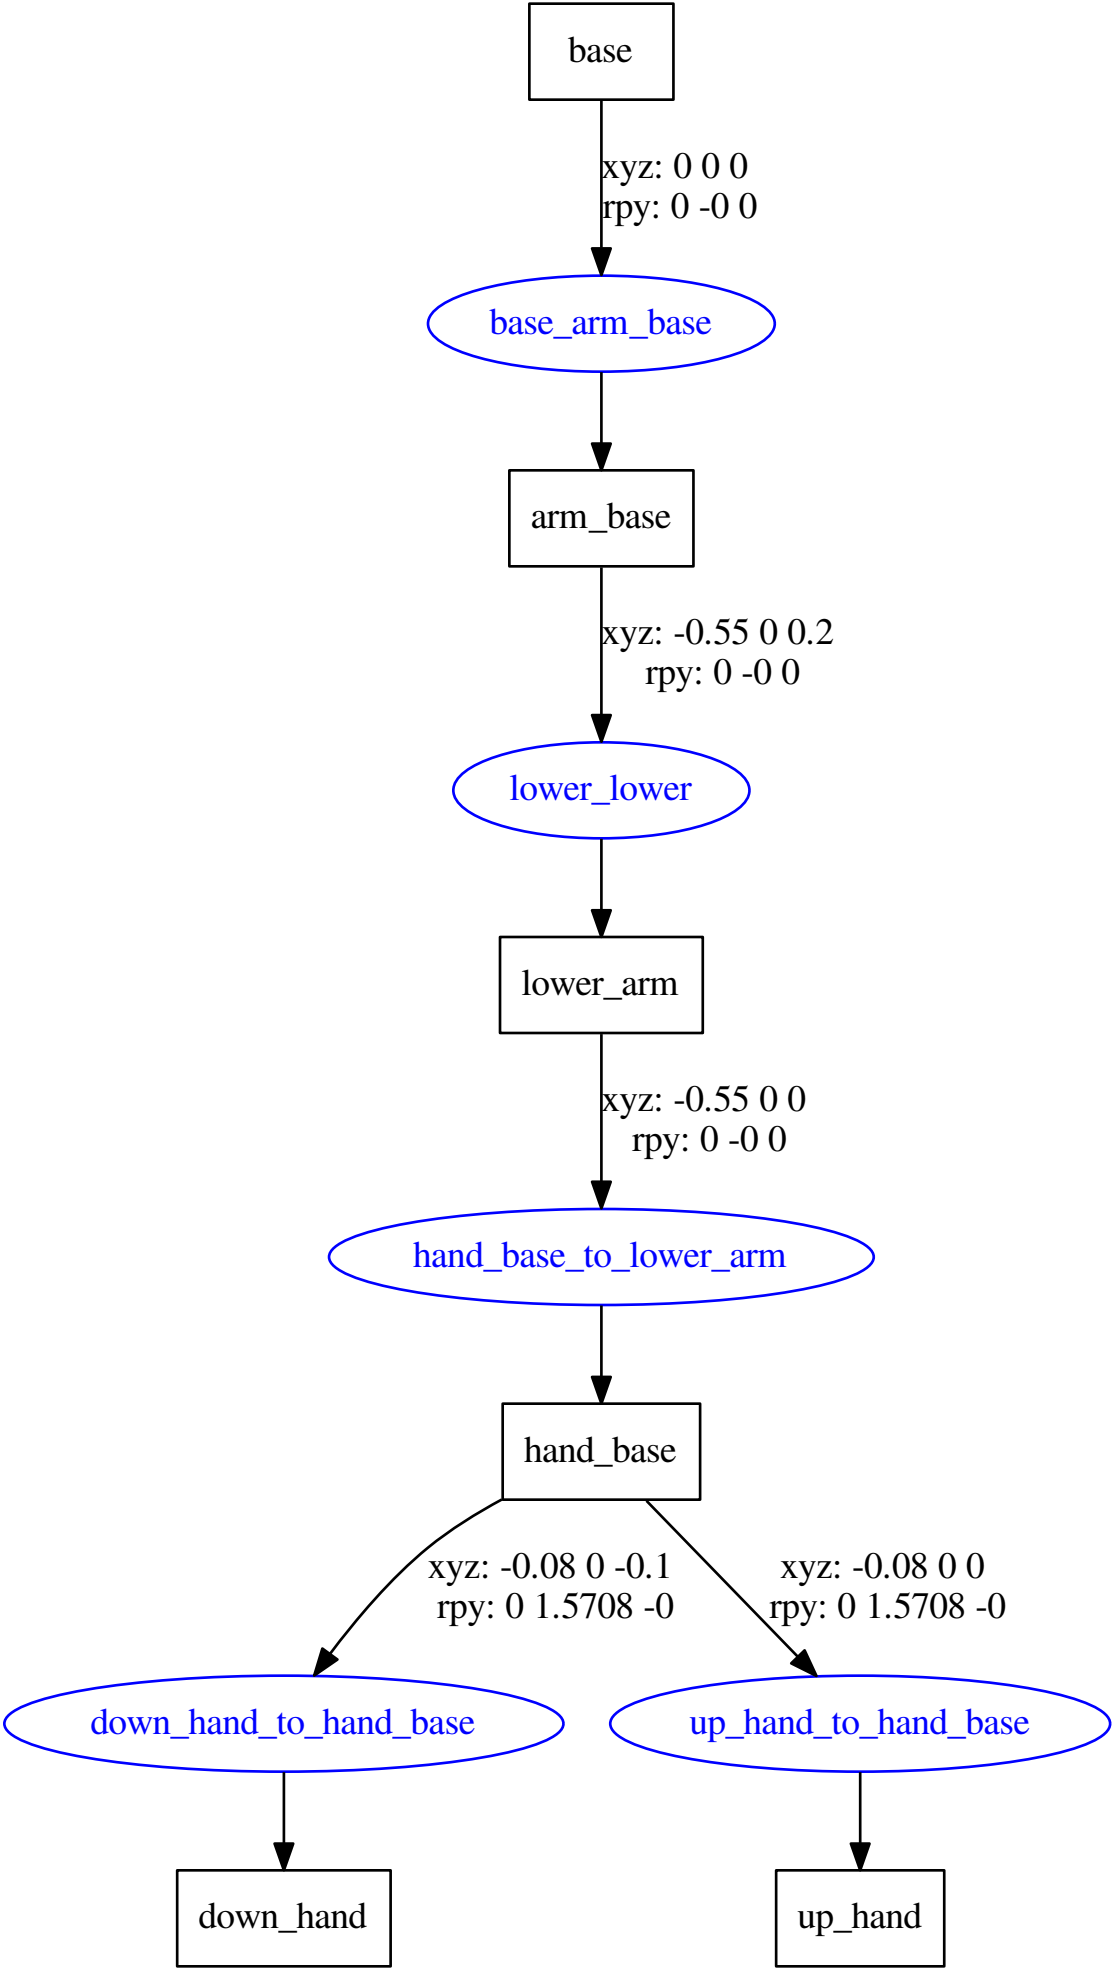 base
xyz: 0 0 0
rpy: 0 -0 0
base_arm_base
arm_base
xyz: -0.55 0 0.2
rpy: 0 -0 0
lower_lower
lower_arm
xyz: -0.55 0 0
rpy: 0 -0 0
hand_base_to_lower_arm
hand_base
xyz: -0.08 0 -0.1
rpy: 0 1.5708 -0
xyz: -0.08 0 0
rpy: 0 1.5708 -0
down_hand_to_hand_base
up_hand_to_hand_base
down_hand
up_hand